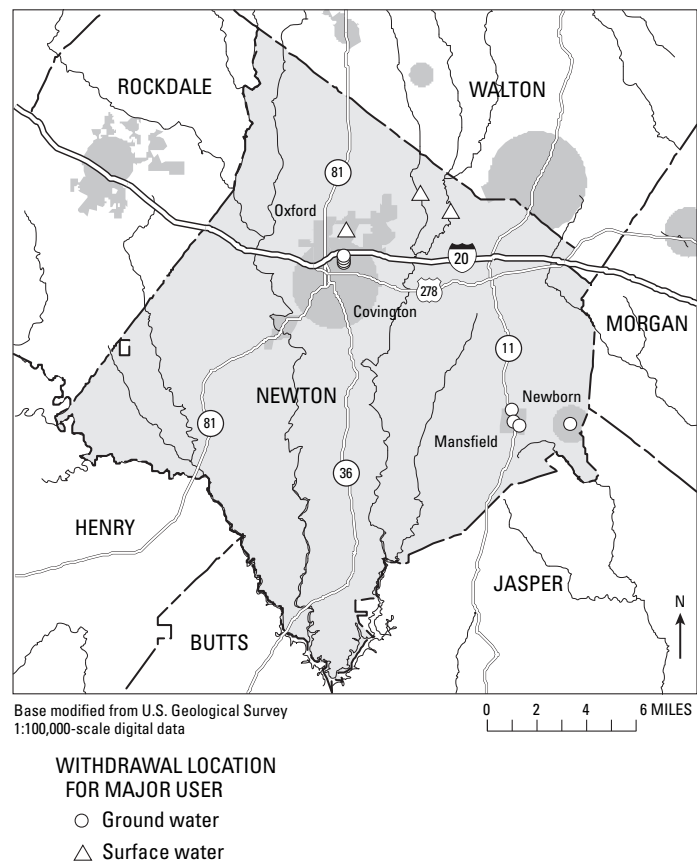 ROCKDALE
WALTON
81
Oxford
20
278
Covington
MORGAN
11
NEWTON
Newborn
81
Mansfield
36
HENRY
JASPER
N
BUTTS
Base modified from U.S. Geological Survey
1:100,000-scale digital data
0 2 4 6 MILES
WITHDRAWAL LOCATION
FOR MAJOR USER
Ground water
Surface water